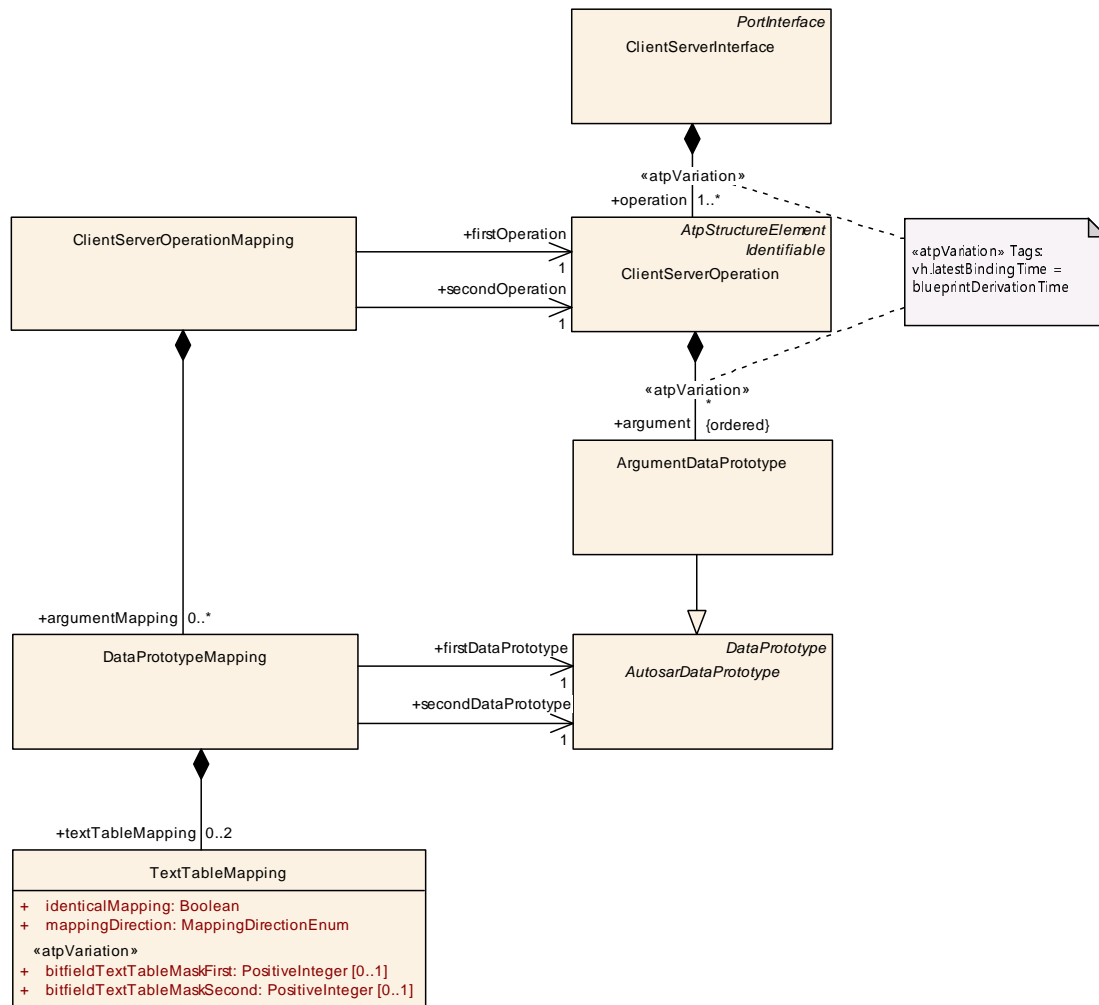 PortInterface
ClientServerInterface
«atpVariation»
+operation 1..*
ClientServerOperationMapping
+firstOperation
1
+secondOperation
1
AtpStructureElement
Identifiable
ClientServerOperation
«atpVariation» Tags:
vh.latestBindingTime =
blueprintDerivationTime
«atpVariation»
*
+argument {ordered}
ArgumentDataPrototype
+argumentMapping 0..*
DataPrototypeMapping
+firstDataPrototype
1
+secondDataPrototype
1
DataPrototype
AutosarDataPrototype
+textTableMapping 0..2
TextTableMapping
+ identicalMapping: Boolean
+ mappingDirection: MappingDirectionEnum
«atpVariation»
+ bitfieldTextTableMaskFirst: PositiveInteger [0..1]
+ bitfieldTextTableMaskSecond: PositiveInteger [0..1]